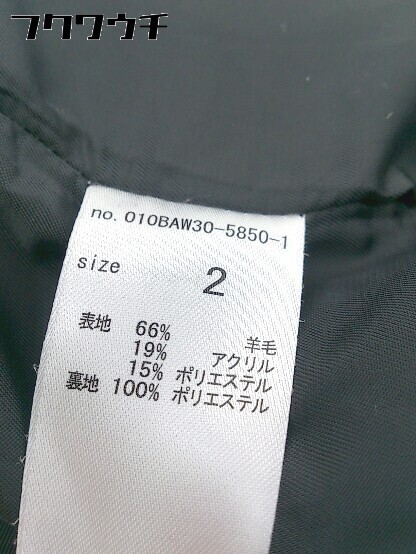 フクワウチ
no. 010BAW30-5850-1
size 2
表地 66% 羊毛
19% アクリル
15% ポリエステル
裏地 100% ポリエステル